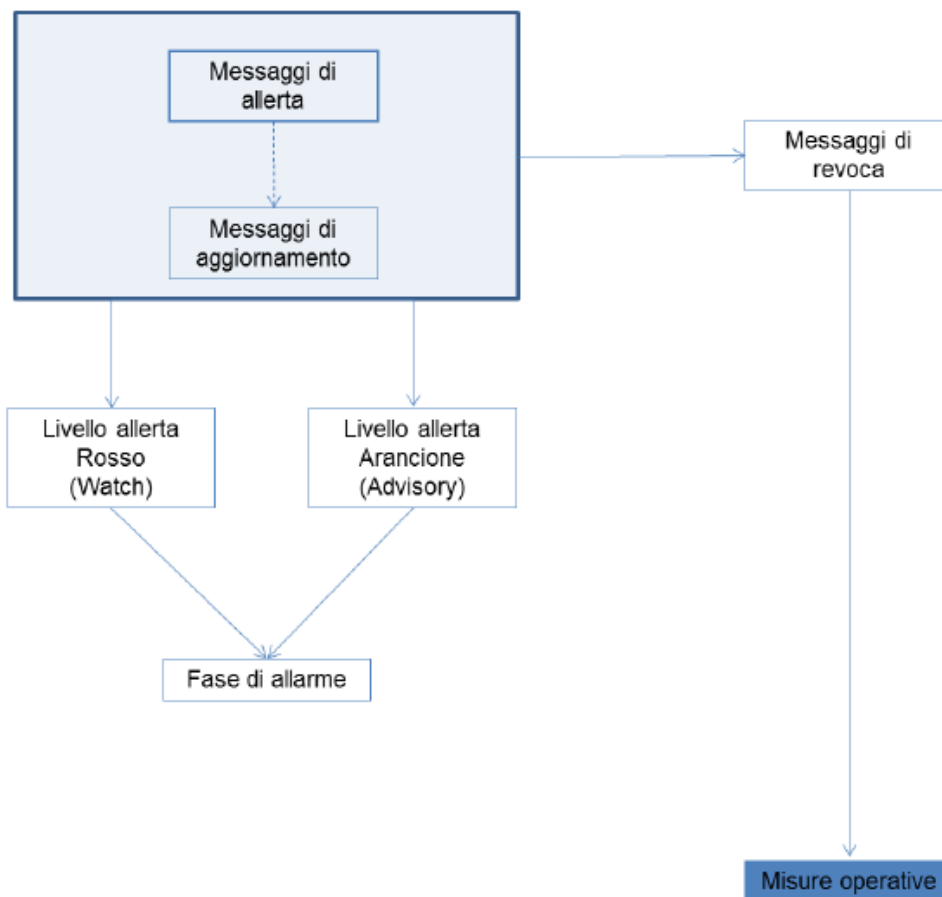 Messaggi di
allerta
Messaggi di
aggiornamento
Messaggi di
revoca
Livello allerta
Rosso
(Watch)
Livello allerta
Arancione
(Advisory)
Fase di allarme
Misure operative